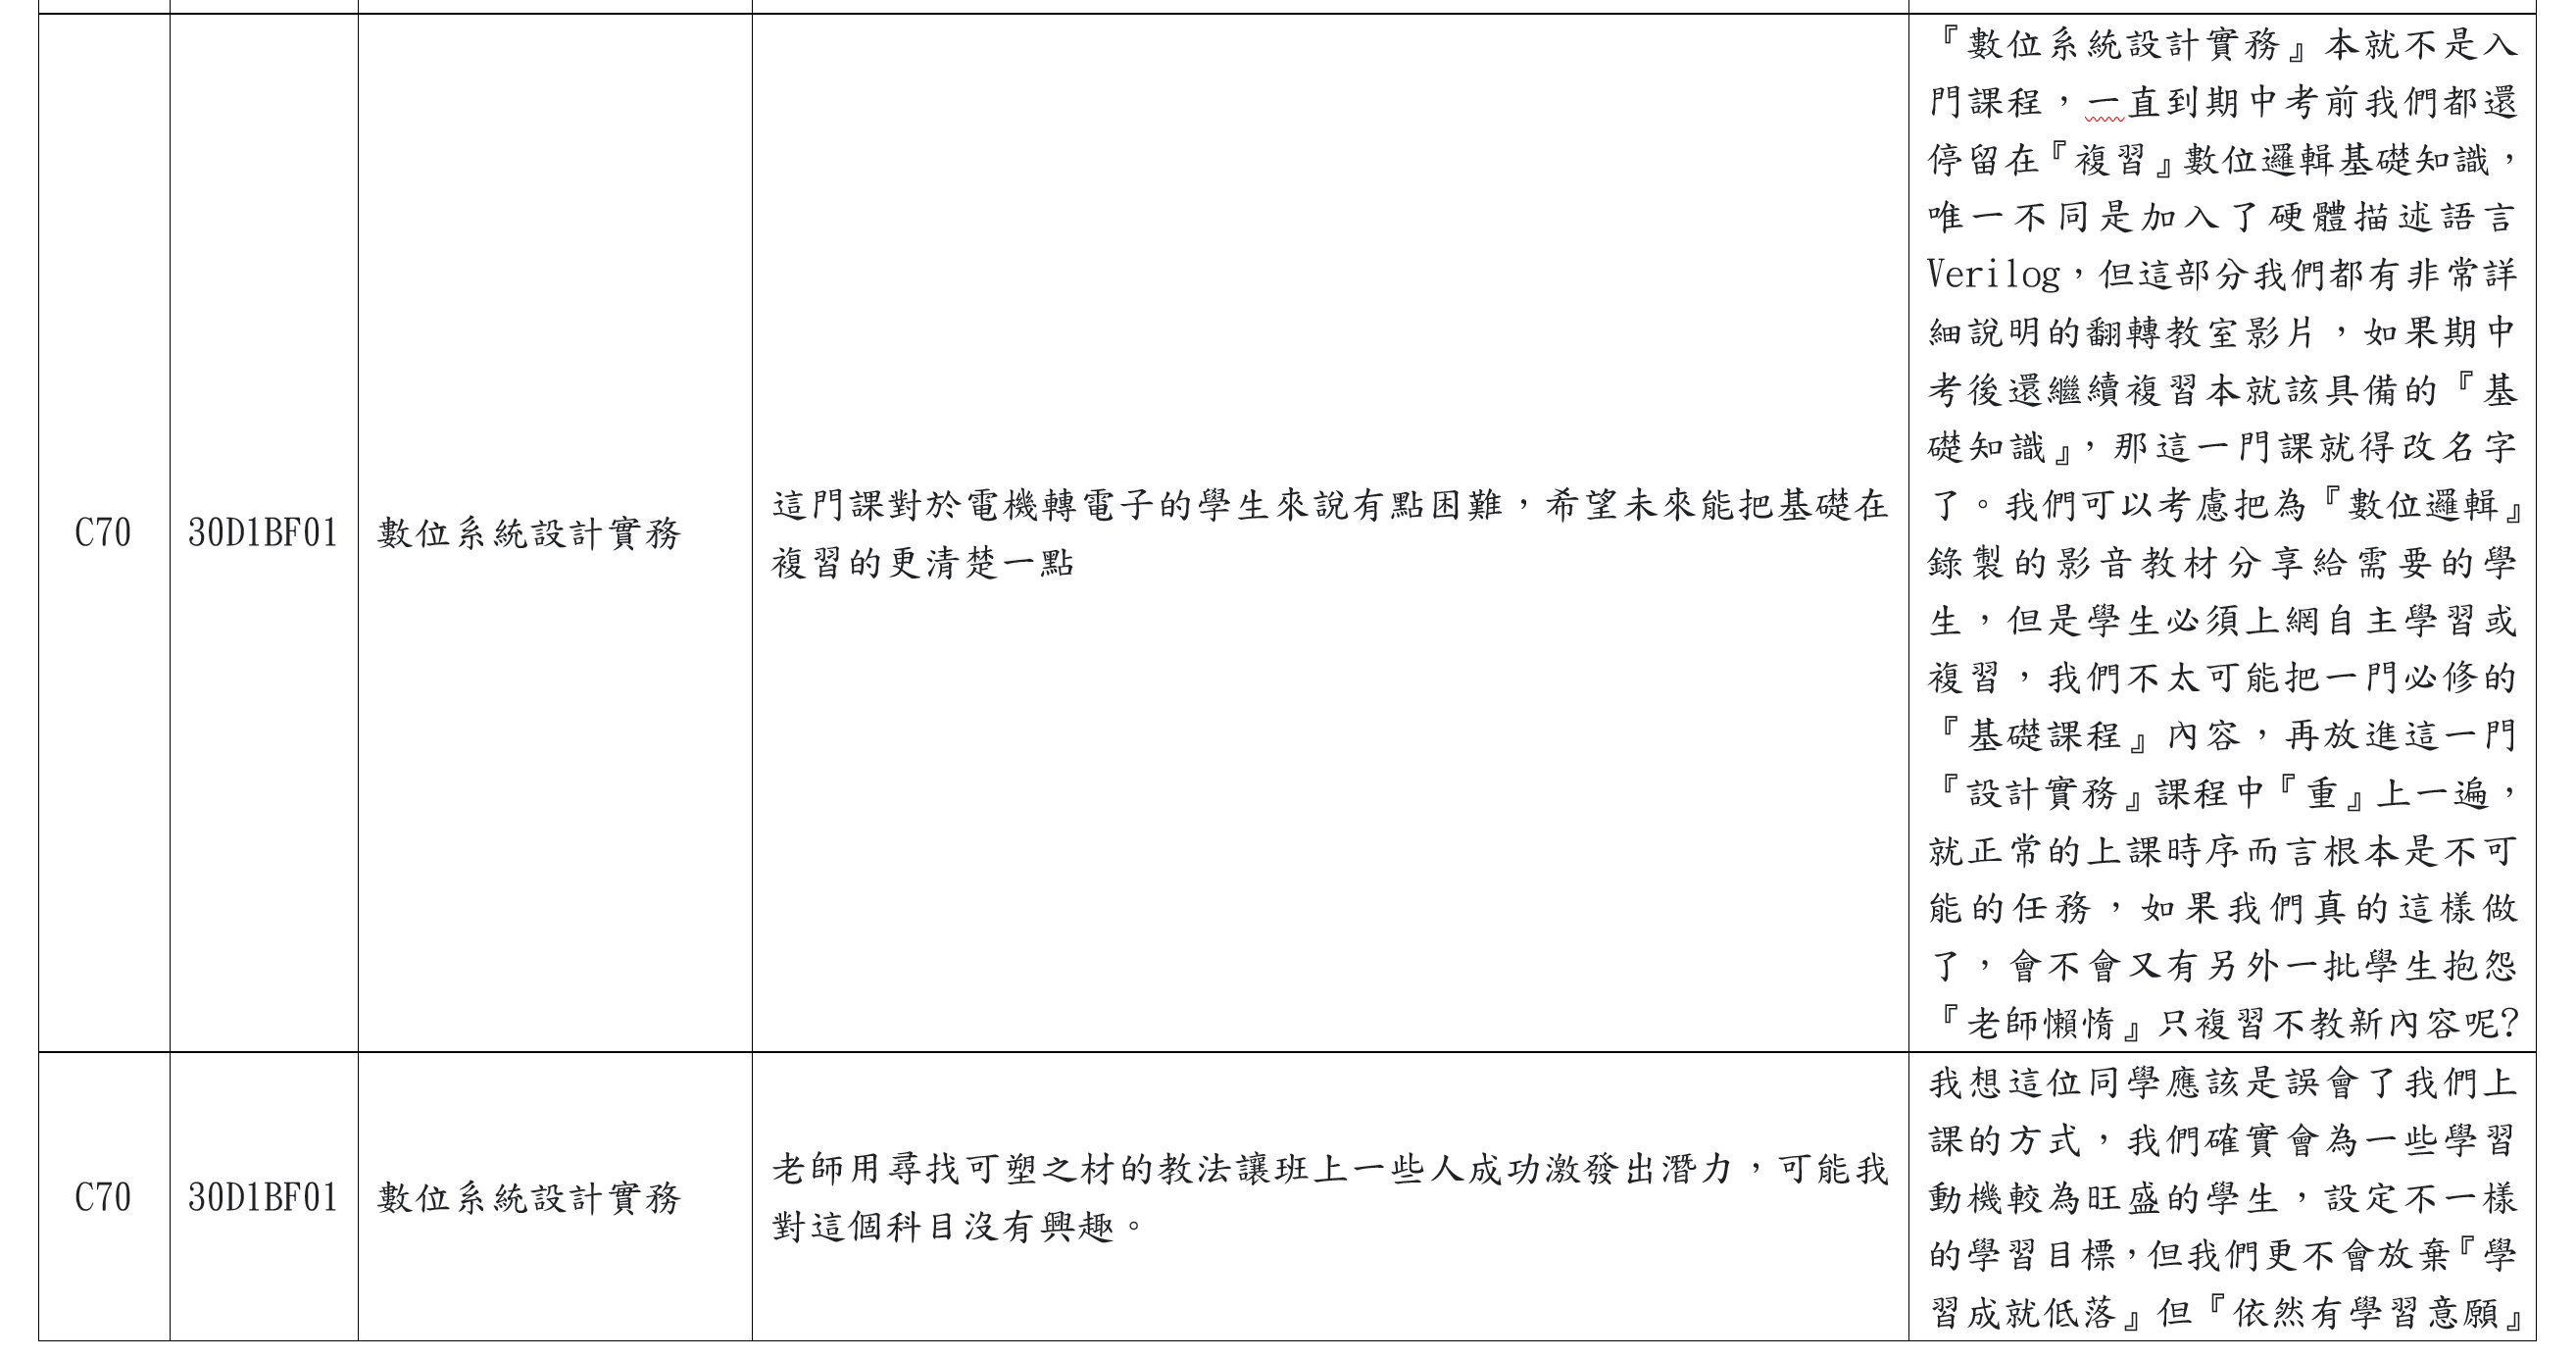 C70
30D1BF01
數位系統設計實務
這門課對於電機轉電子的學生來說有點困難，希望未來能把基礎在
複習的更清楚一點
『數位系統設計實務』本就不是入
門課程，一直到期中考前我們都還
停留在『複習』數位邏輯基礎知識，
唯一不同是加入了硬體描述語言
Verilog，但這部分我們都有非常詳
細說明的翻轉教室影片，如果期中
考後還繼續複習本就該具備的『基
礎知識』，那這一門課就得改名字
了。我們可以考慮把為『數位邏輯』
錄製的影音教材分享給需要的學
生，但是學生必須上網自主學習或
複習，我們不太可能把一門必修的
『基礎課程』內容，再放進這一門
『設計實務』課程中『重』上一遍，
就正常的上課時序而言根本是不可
能的任務，如果我們真的這樣做
了，會不會又有另外一批學生抱怨
『老師懶惰』只複習不教新內容呢?
C70
30D1BF01
數位系統設計實務
老師用尋找可塑之材的教法讓班上一些人成功激發出潛力，可能我
對這個科目沒有興趣。
我想這位同學應該是誤會了我們上
課的方式，我們確實會為一些學習
動機較為旺盛的學生，設定不一樣
的學習目標，但我們更不會放棄『學
習成就低落』但『依然有學習意願』